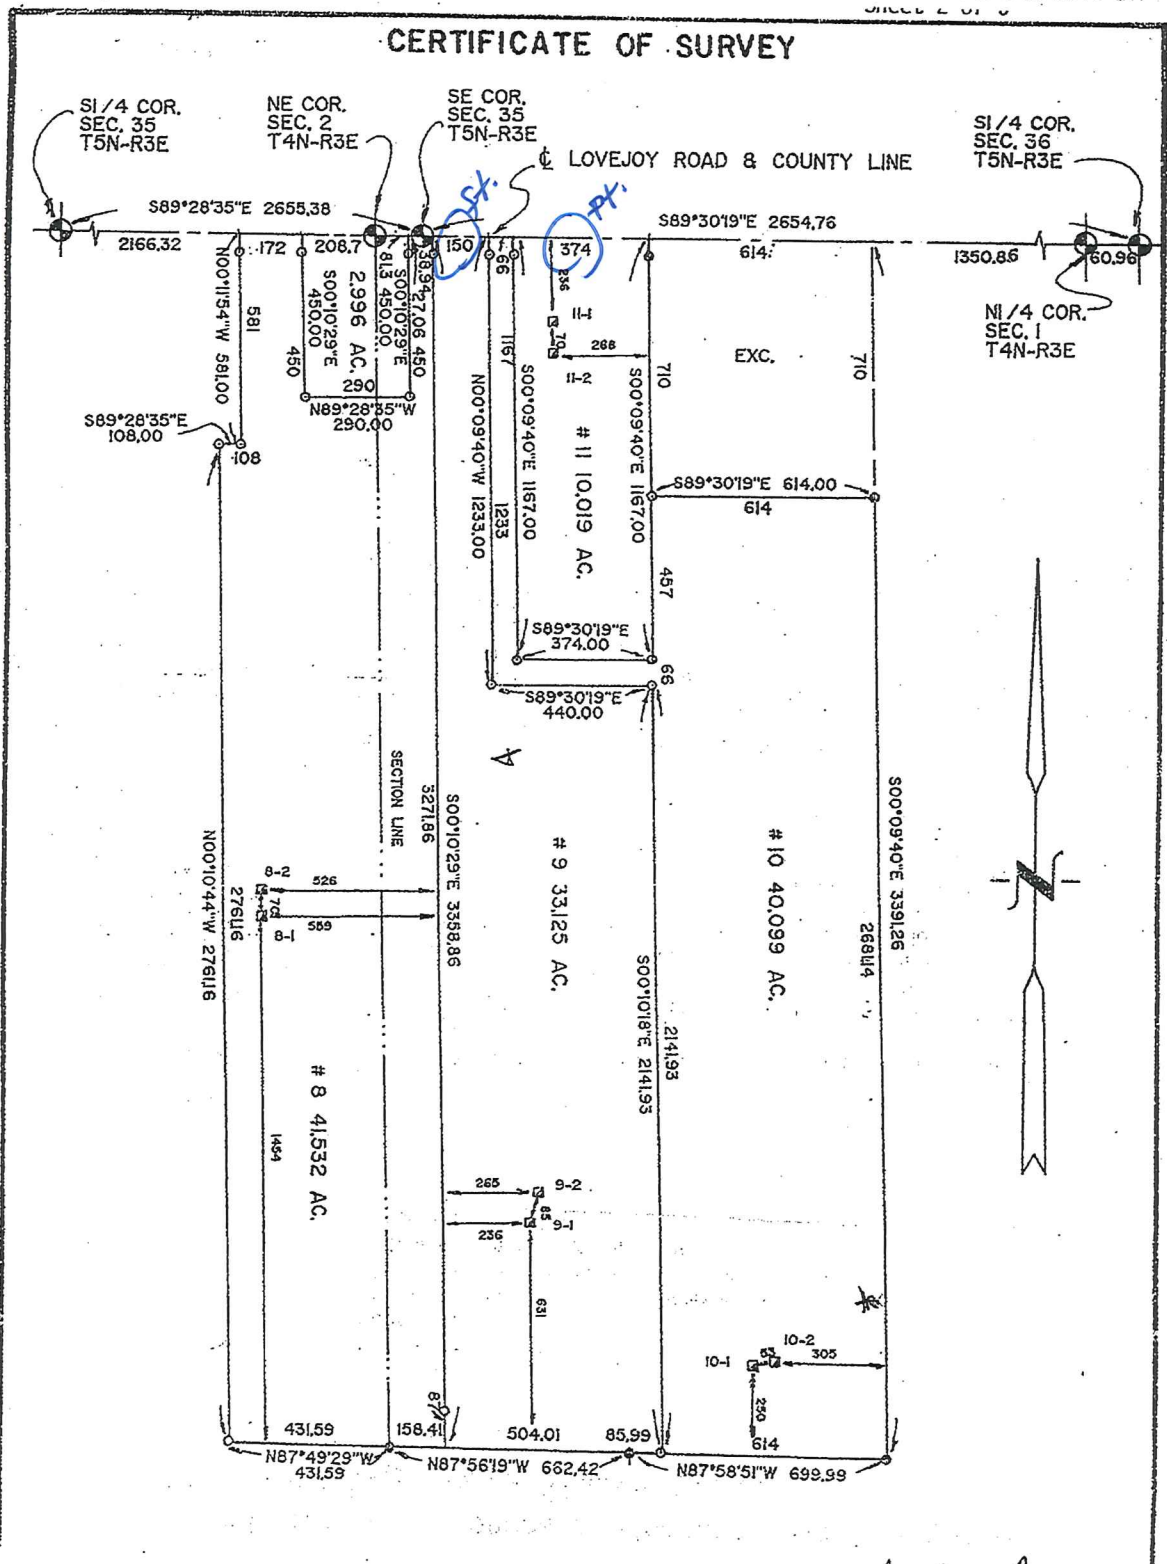 CERTIFICATE OF SURVEY
S1/4 COR.
SEC. 35
T5N-R3E
NE COR.
SEC. 2
T4N-R3E
SE COR.
SEC. 35
T5N-R3E
S1/4 COR.
SEC. 36
T5N-R3E
℄ LOVEJOY ROAD & COUNTY LINE
St.
Pt.
S89°28'35"E 2655.38
S89°30'19"E 2654.76
2166.32
172
208.7
150
66
374
614
1350.86
60.96
N1/4 COR.
SEC. 1
T4N-R3E
N00°11'54"W 581.00
581
450
S00°10'29"E
450.00
2.996 AC.
81.3 450.00
S00°10'29"E
38.94 27.06 450
290
N89°28'35"W
290.00
236
11-1
70
268
11-2
EXC.
710
710
S89°28'35"E
108.00
108
1167
N00°09'40"W 1233.00
1233
S00°09'40"E 1167.00
# 11 10.019 AC.
S00°09'40"E 1167.00
S89°30'19"E 614.00
614
457
S89°30'19"E
374.00
66
S89°30'19"E
440.00
SECTION LINE
3271.86
S00°10'29"E 3358.86
N00°10'44"W 2761.16
2761.16
8-2
526
70
559
8-1
# 9 33.125 AC.
# 10 40.099 AC.
S00°09'40"E 3391.26
2681.14
N
S00°10'18"E 2141.93
2141.93
# 8 41.532 AC.
1454
265
9-2
85
9-1
236
631
10-2
10-1
53
305
250
87
431.59
158.41
504.01
85.99
614
N87°49'29"W
431.59
N87°56'19"W 662.42
N87°58'51"W 699.99